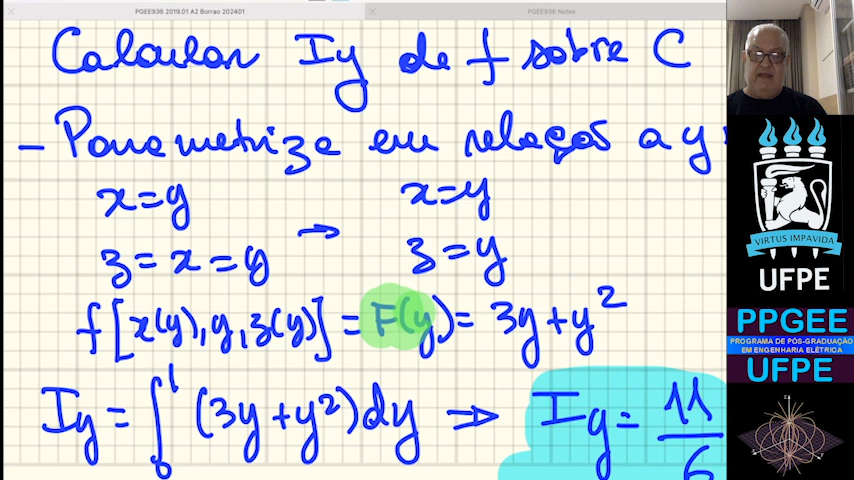 PGEE936 2019.01 A2 Borrao 202401
PGEE936 Notes
Calcular Iy de f sobre C
- Parametrize em relação a y
x=y → x=y
z=x=y z=y
f[x(y),y,z(y)]=F(y)=3y+y²
Iy=∫₀¹(3y+y²)dy ⇒ Iy=11/6
VIRTUS IMPAVIDA
UFPE
PPGEE
PROGRAMA DE PÓS-GRADUAÇÃO
EM ENGENHARIA ELÉTRICA
UFPE